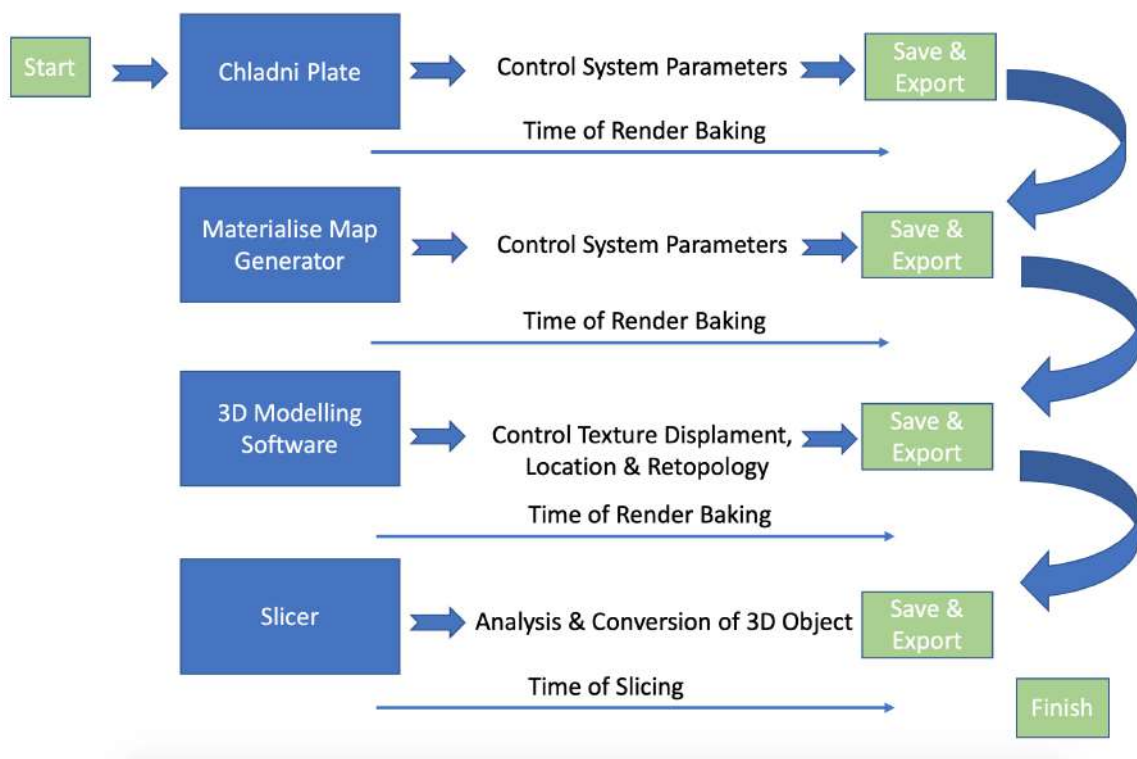 Start
Chladni Plate
Control System Parameters
Save &
Export
Time of Render Baking
Materialise Map
Generator
Control System Parameters
Save &
Export
Time of Render Baking
3D Modelling
Software
Control Texture Displament,
Location & Retopology
Save &
Export
Time of Render Baking
Slicer
Analysis & Conversion of 3D Object
Save &
Export
Time of Slicing
Finish